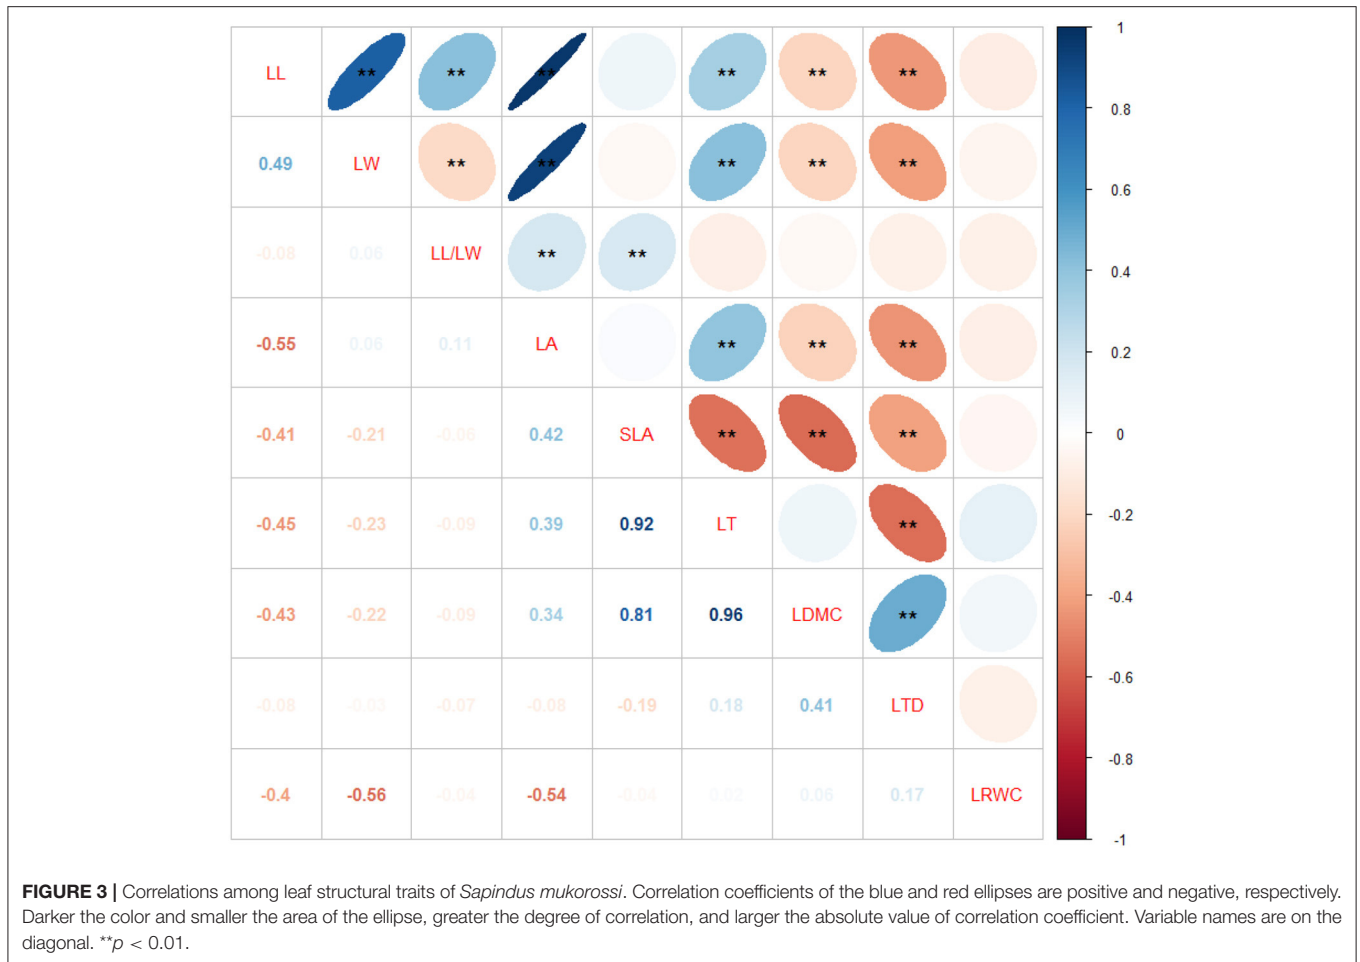 LL ** ** ** ** ** **
0.49 LW ** ** ** ** **
-0.08 0.06 LL/LW ** **
-0.55 0.06 0.11 LA ** ** **
-0.41 -0.21 -0.06 0.42 SLA ** ** **
-0.45 -0.23 -0.09 0.39 0.92 LT **
-0.43 -0.22 -0.09 0.34 0.81 0.96 LDMC **
-0.08 -0.03 -0.07 -0.08 -0.19 0.18 0.41 LTD
-0.4 -0.56 -0.04 -0.54 -0.04 0.02 0.06 0.17 LRWC
1
0.8
0.6
0.4
0.2
0
-0.2
-0.4
-0.6
-0.8
-1
FIGURE 3 | Correlations among leaf structural traits of Sapindus mukorossi. Correlation coefficients of the blue and red ellipses are positive and negative, respectively.
Darker the color and smaller the area of the ellipse, greater the degree of correlation, and larger the absolute value of correlation coefficient. Variable names are on the
diagonal. **p < 0.01.